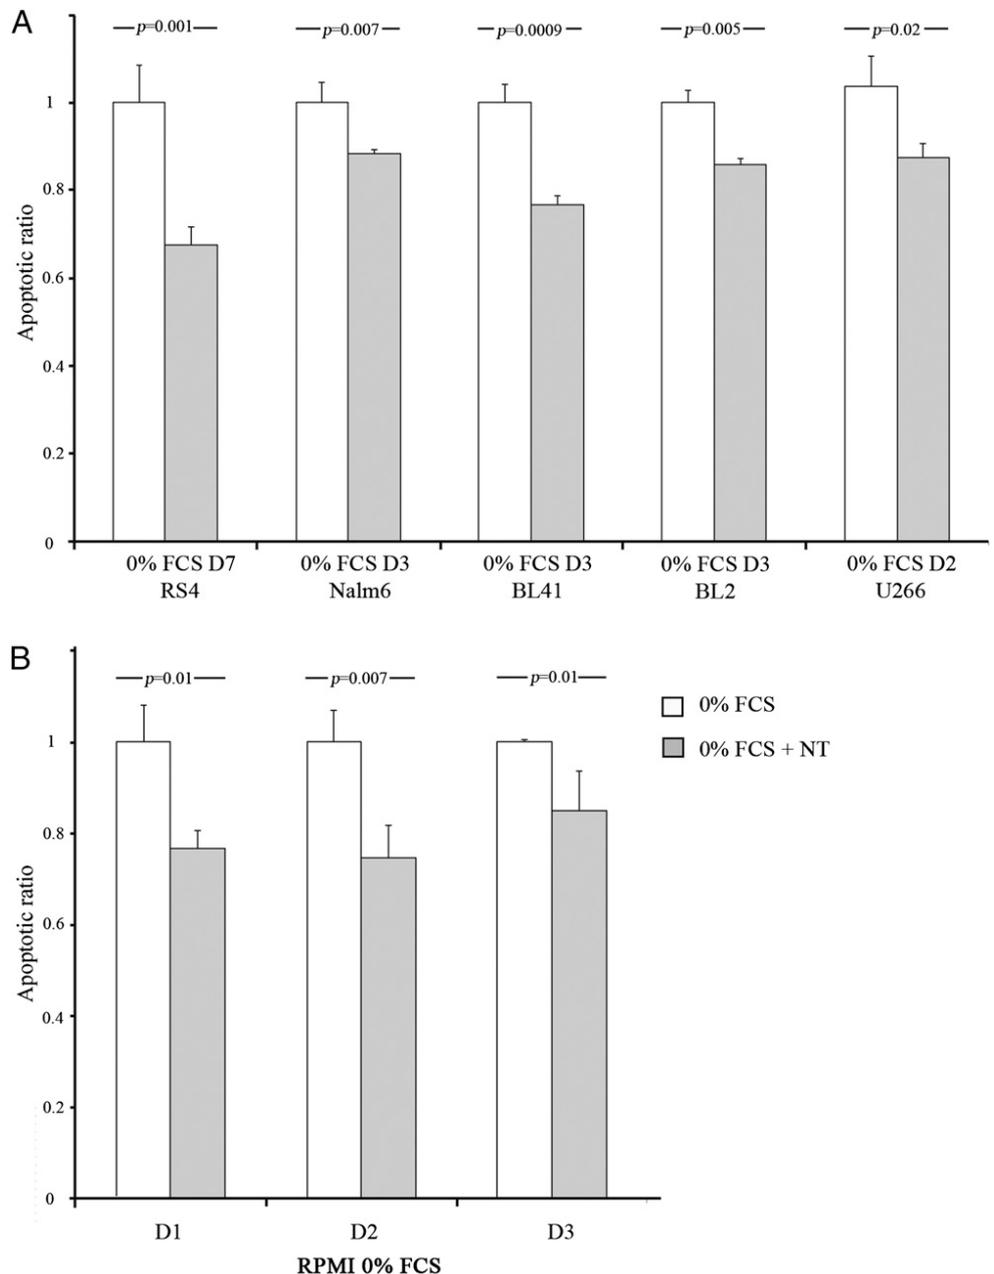 A
p=0.001 p=0.007 p=0.0009 p=0.005 p=0.02
1
0.8
0.6
0.4
0.2
0
Apoptotic ratio
0% FCS D7 0% FCS D3 0% FCS D3 0% FCS D3 0% FCS D2
RS4 Nalm6 BL41 BL2 U266
B
p=0.01 p=0.007 p=0.01
0% FCS
0% FCS + NT
1
0.8
0.6
0.4
0.2
0
Apoptotic ratio
D1 D2 D3
RPMI 0% FCS